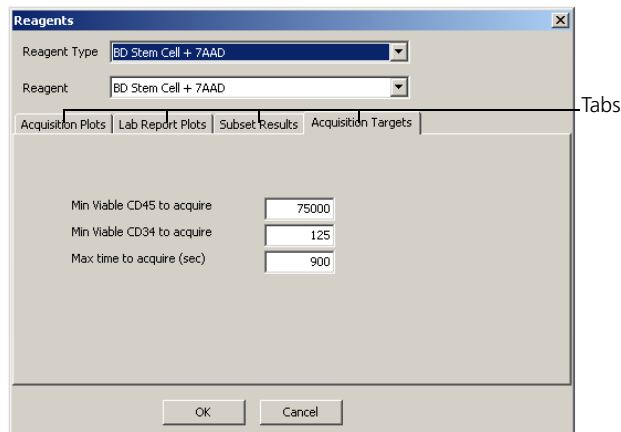 Reagents
Reagent Type BD Stem Cell + 7AAD
Reagent BD Stem Cell + 7AAD
Tabs
Acquisition Plots Lab Report Plots Subset Results Acquisition Targets
Min Viable CD45 to acquire 75000
Min Viable CD34 to acquire 125
Max time to acquire (sec) 900
OK Cancel